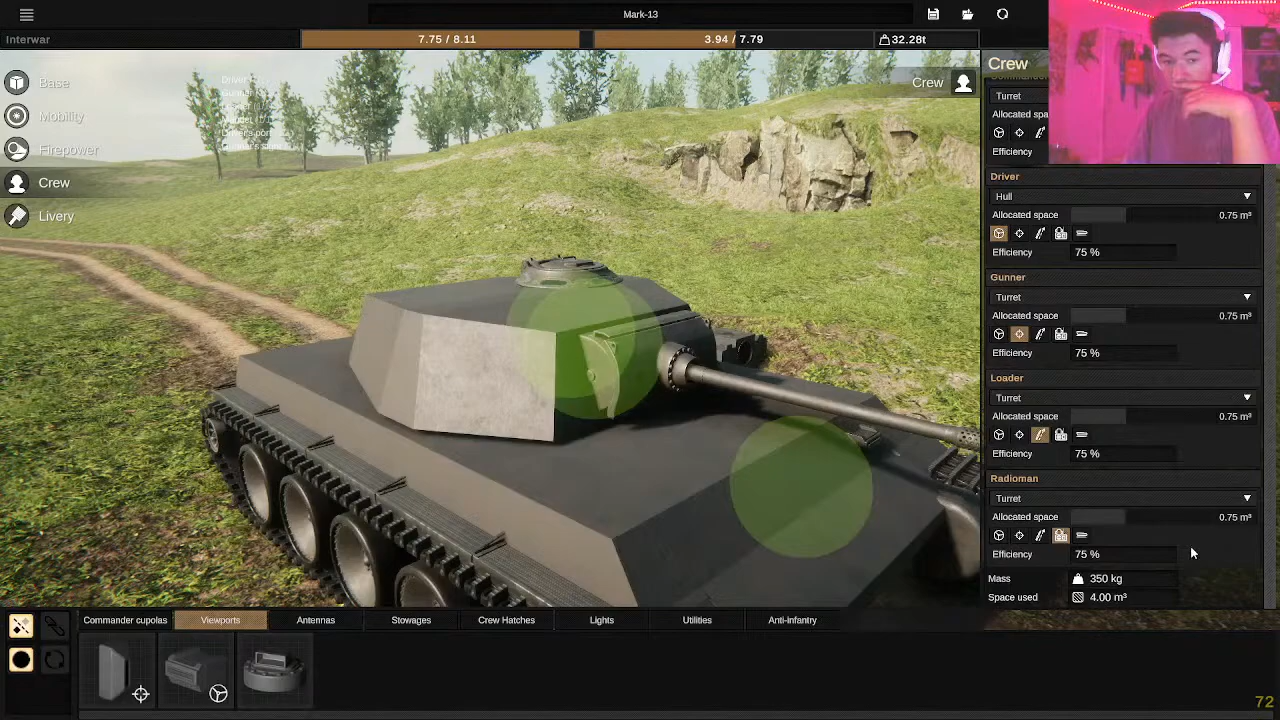 Mark-13
Interwar
7.75 / 8.11
3.94 / 7.79
32.28t
Base
Mobility
Firepower
Crew
Livery
Crew
Crew
Turret
Allocated
Efficiency
Driver
Hull
Allocated space
0.75 m³
Efficiency
75 %
Gunner
Turret
Allocated space
0.75 m³
Efficiency
75 %
Loader
Turret
Allocated space
0.75 m³
Efficiency
75 %
Radioman
Turret
Allocated space
0.75 m³
Efficiency
75 %
Mass
350 kg
Space used
4.00 m³
Commander cupolas
Viewports
Antennas
Stowages
Crew Hatches
Lights
Utilities
Anti-infantry
72